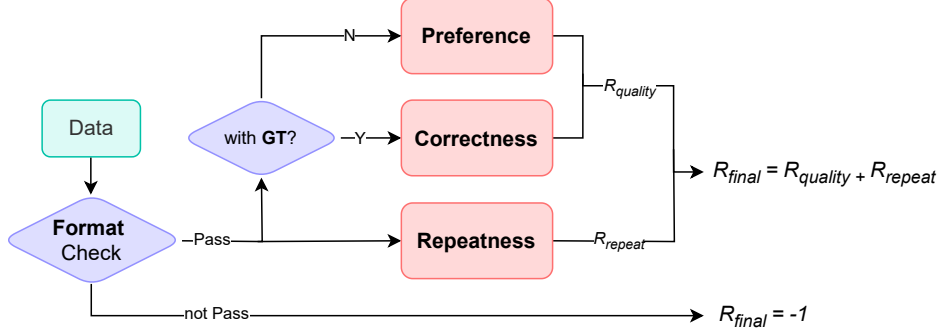 N
Preference
R_quality
Data
with GT?
Y
Correctness
R_final = R_quality + R_repeat
Format
Check
Pass
Repeatness
R_repeat
not Pass
R_final = -1